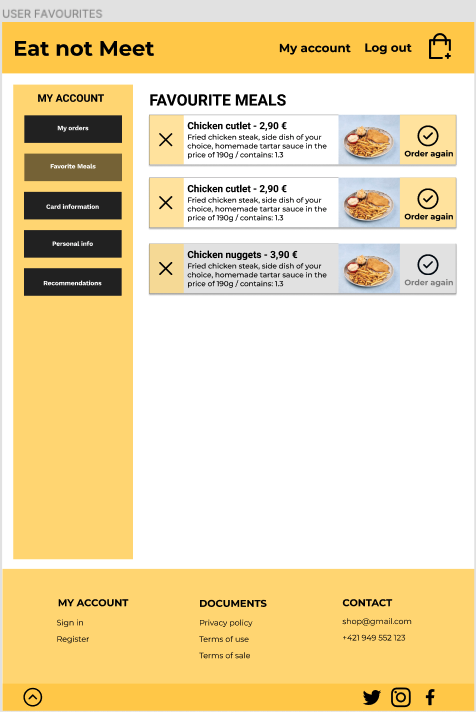 USER FAVOURITES
Eat not Meet
My account
Log out
MY ACCOUNT
My orders
Favorite Meals
Card information
Personal info
Recommendations
FAVOURITE MEALS
Chicken cutlet - 2,90 €
Fried chicken steak, side dish of your
choice, homemade tartar sauce in the
price of 190g / contains: 1.3
Order again
Chicken cutlet - 2,90 €
Fried chicken steak, side dish of your
choice, homemade tartar sauce in the
price of 190g / contains: 1.3
Order again
Chicken nuggets - 3,90 €
Fried chicken steak, side dish of your
choice, homemade tartar sauce in the
price of 190g / contains: 1.3
Order again
MY ACCOUNT
Sign in
Register
DOCUMENTS
Privacy policy
Terms of use
Terms of sale
CONTACT
shop@gmail.com
+421 949 552 123